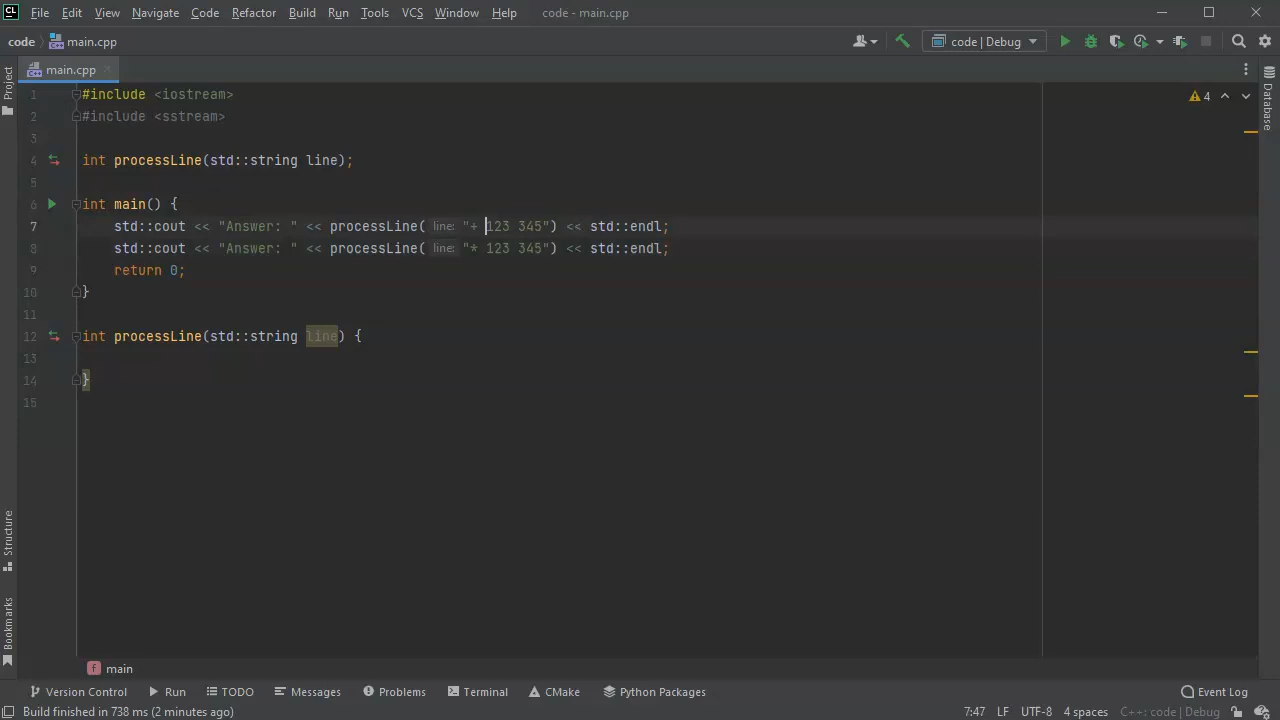 CL File Edit View Navigate Code Refactor Build Run Tools VCS Window Help code - main.cpp
code main.cpp code | Debug
Project main.cpp Database
1 #include <iostream> 4
2 #include <sstream>
3
4 int processLine(std::string line);
5
6 int main() {
7 std::cout << "Answer: " << processLine( line: "+ 123 345") << std::endl;
8 std::cout << "Answer: " << processLine( line: "* 123 345") << std::endl;
9 return 0;
10 }
11
12 int processLine(std::string line) {
13
14 }
15
Structure
Bookmarks
f main
Version Control Run TODO Messages Problems Terminal CMake Python Packages Event Log
Build finished in 738 ms (2 minutes ago) 7:47 LF UTF-8 4 spaces C++: code | Debug